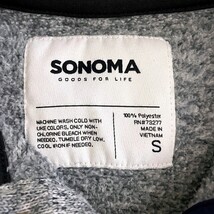 SONOMA
GOODS FOR LIFE
MACHINE WASH COLD WITH
LIKE COLORS, ONLY NON-
CHLORINE BLEACH WHEN
NEEDED, TUMBLE DRY LOW,
COOL IRON IF NEEDED.
100% Polyester
RN#73277
MADE IN
VIETNAM
S